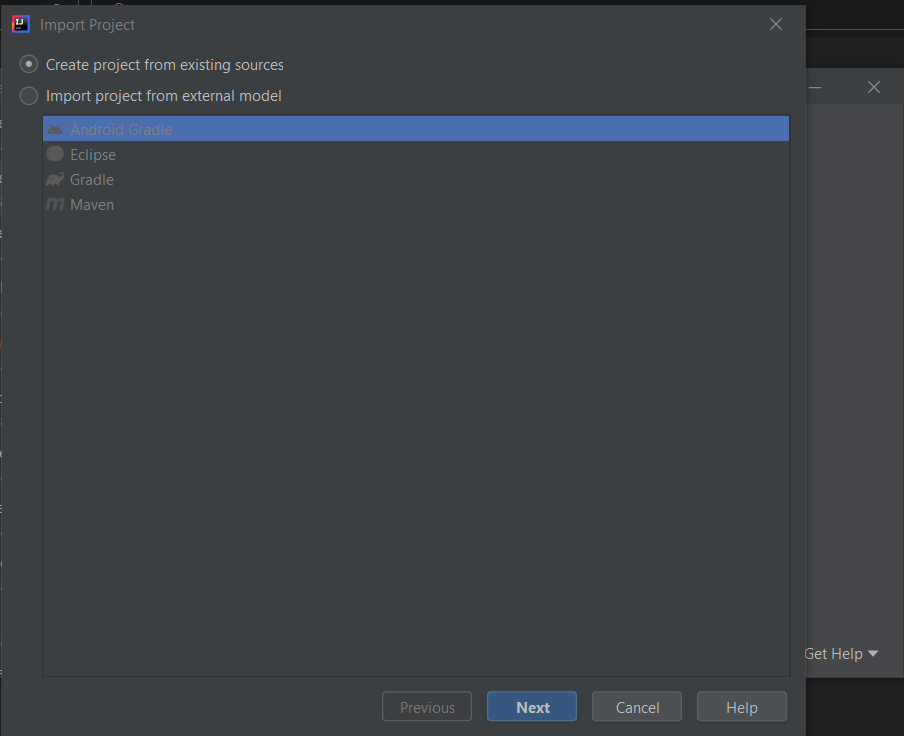 Import Project
Create project from existing sources
Import project from external model
Android Gradle
Eclipse
Gradle
Maven
Get Help
Previous
Next
Cancel
Help